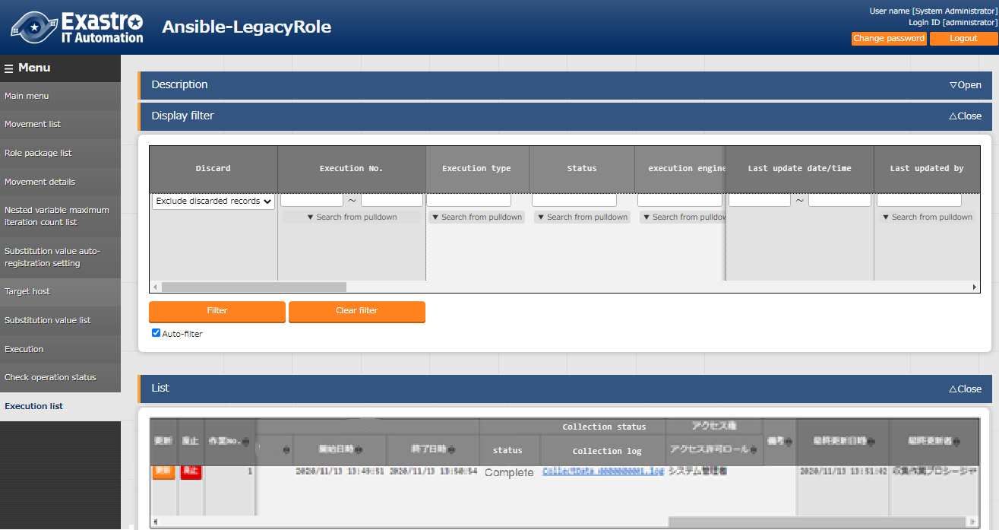 Exastro
IT Automation
Ansible-LegacyRole
User name [System Administrator]
Login ID [administrator]
Change password
Logout
Menu
Main menu
Movement list
Role package list
Movement details
Nested variable maximum
iteration count list
Substitution value auto-
registration setting
Target host
Substitution value list
Execution
Check operation status
Execution list
Description
▽Open
Display filter
△Close
Discard
Execution No.
Execution type
Status
execution engine
Last update date/time
Last updated by
Exclude discarded records
~
~
▼ Search from pulldown
▼ Search from pulldown
▼ Search from pulldown
▼ Search from pulldow
▼ Search from pulldown
Filter
Clear filter
Auto-filter
List
△Close
Collection status
アクセス権
更新
廃止
作業No.
開始日時
終了日時
status
Collection log
アクセス許可ロール
備考
最終更新日時
最終更新者
更新
廃止
1
2020/11/13 13:49:51
2020/11/13 13:50:54
Complete
CollectData_0000000001.log
システム管理者
2020/11/13 13:51:02
収集作業プロシージャ